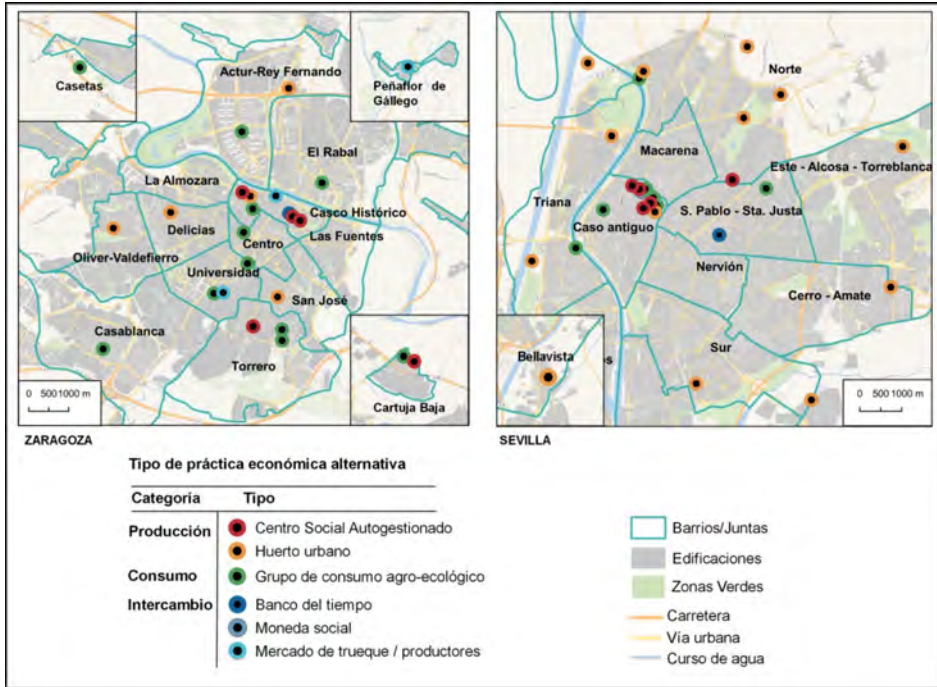 Casetas
Actur-Rey Fernando
Peñaflor de
Gállego
El Rabal
La Almozara
Casco Histórico
Delicias
Las Fuentes
Centro
Oliver-Valdefierro
Universidad
San José
Casablanca
Torrero
Cartuja Baja
0 500 1000 m
ZARAGOZA
Norte
Macarena
Este - Alcosa - Torreblanca
Triana
S. Pablo - Sta. Justa
Caso antiguo
Nervión
Cerro - Amate
Sur
Bellavista
os
0 500 1000 m
SEVILLA
Tipo de práctica económica alternativa
Categoría Tipo
Producción Centro Social Autogestionado
Huerto urbano
Consumo Grupo de consumo agro-ecológico
Intercambio Banco del tiempo
Moneda social
Mercado de trueque / productores
Barrios/Juntas
Edificaciones
Zonas Verdes
Carretera
Vía urbana
Curso de agua